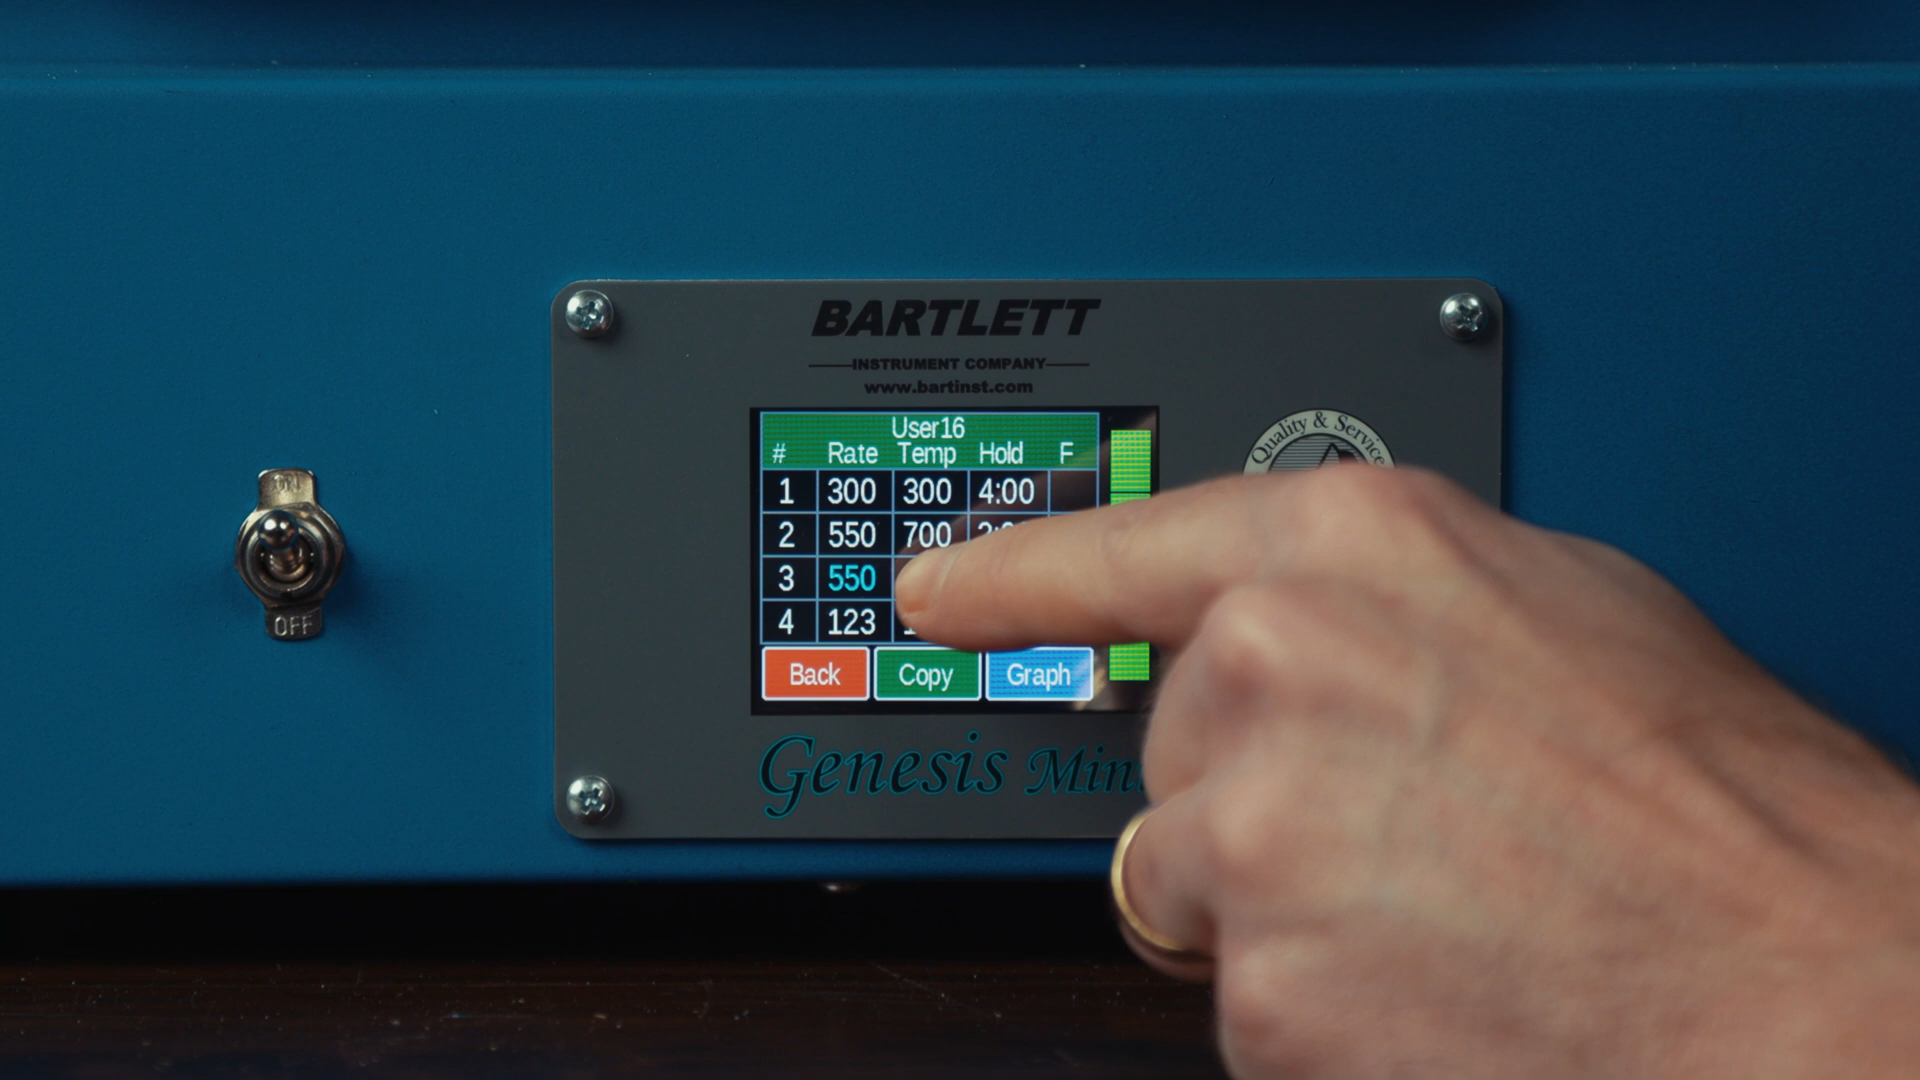 BARTLETT
INSTRUMENT COMPANY
www.bartinst.com
Quality & Service
User16
# Rate Temp Hold F
1 300 300 4:00
2 550 700
3 550
4 123
Back Copy Graph
Genesis
ON
OFF